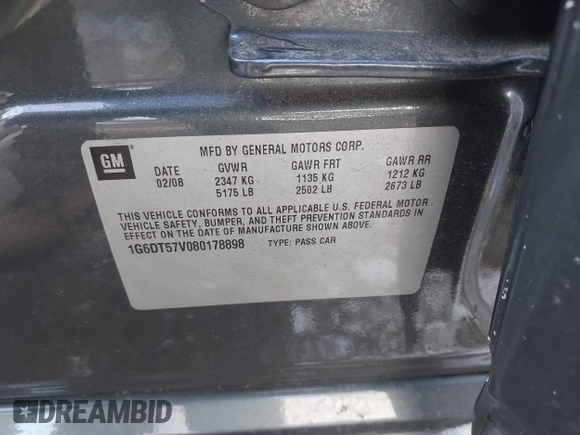 GM
MFD BY GENERAL MOTORS CORP.
DATE GVWR GAWR FRT GAWR RR
02/08 2347 KG 1135 KG 1212 KG
5175 LB 2502 LB 2673 LB
THIS VEHICLE CONFORMS TO ALL APPLICABLE U.S. FEDERAL MOTOR
VEHICLE SAFETY, BUMPER, AND THEFT PREVENTION STANDARDS IN
EFFECT ON THE DATE OF MANUFACTURE SHOWN ABOVE.
1G6DT57V080178898 TYPE: PASS CAR
DREAMBID